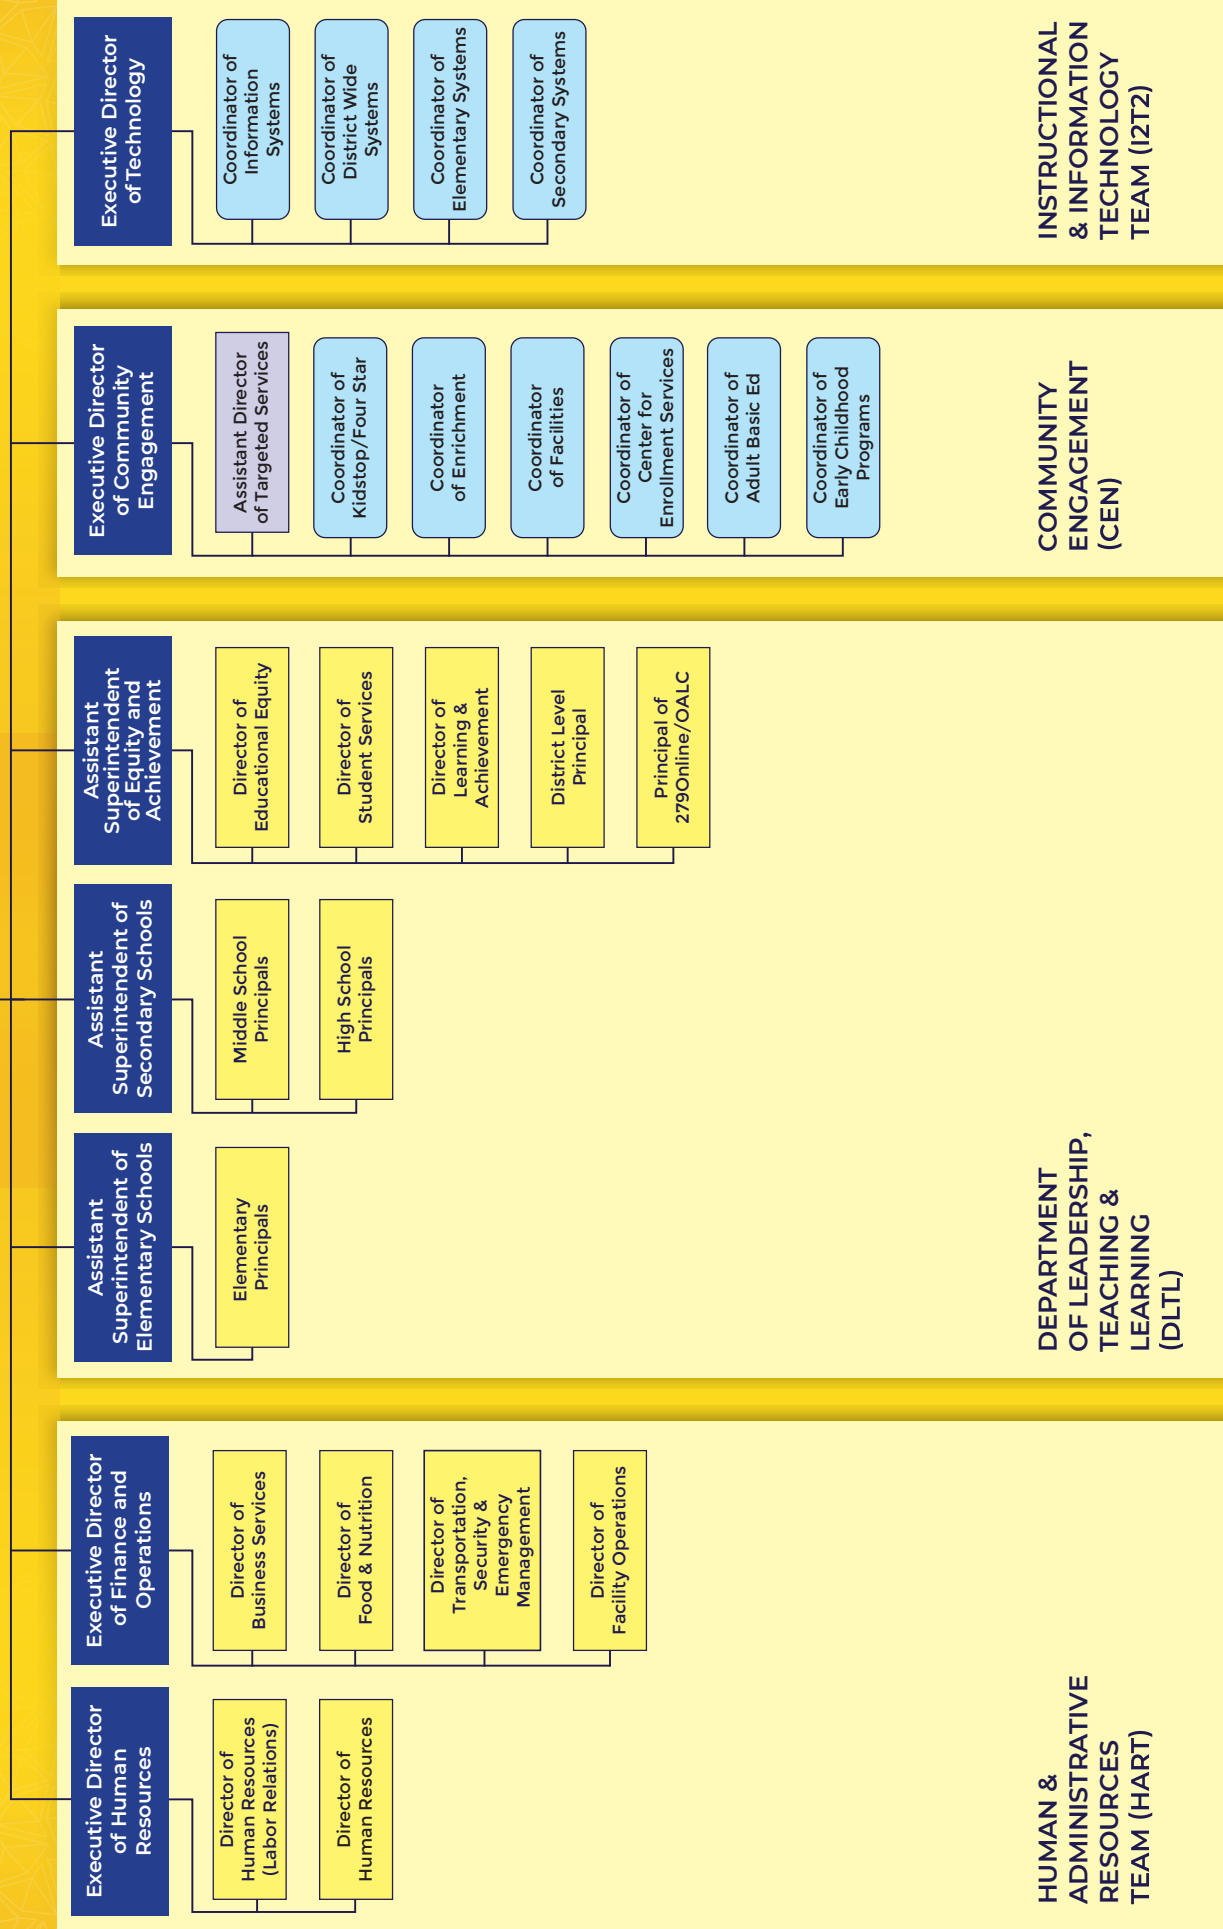 Executive Director
of Human
Resources
Director of
Human Resources
(Labor Relations)
Director of
Human Resources
Executive Director
of Finance and
Operations
Director of
Business Services
Director of
Food & Nutrition
Director of
Transportation,
Security &
Emergency
Management
Director of
Facility Operations
HUMAN &
ADMINISTRATIVE
RESOURCES
TEAM (HART)
Assistant
Superintendent of
Elementary Schools
Elementary
Principals
Assistant
Superintendent of
Secondary Schools
Middle School
Principals
High School
Principals
Assistant
Superintendent
of Equity and
Achievement
Director of
Educational Equity
Director of
Student Services
Director of
Learning &
Achievement
District Level
Principal
Principal of
279Online/OALC
DEPARTMENT
OF LEADERSHIP,
TEACHING &
LEARNING
(DLTL)
Executive Director
of Community
Engagement
Assistant Director
of Targeted Services
Coordinator of
Kidstop/Four Star
Coordinator
of Enrichment
Coordinator
of Facilities
Coordinator of
Center for
Enrollment Services
Coordinator of
Adult Basic Ed
Coordinator of
Early Childhood
Programs
COMMUNITY
ENGAGEMENT
(CEN)
Executive Director
of Technology
Coordinator of
Information
Systems
Coordinator of
District Wide
Systems
Coordinator of
Elementary Systems
Coordinator of
Secondary Systems
INSTRUCTIONAL
& INFORMATION
TECHNOLOGY
TEAM (I2T2)